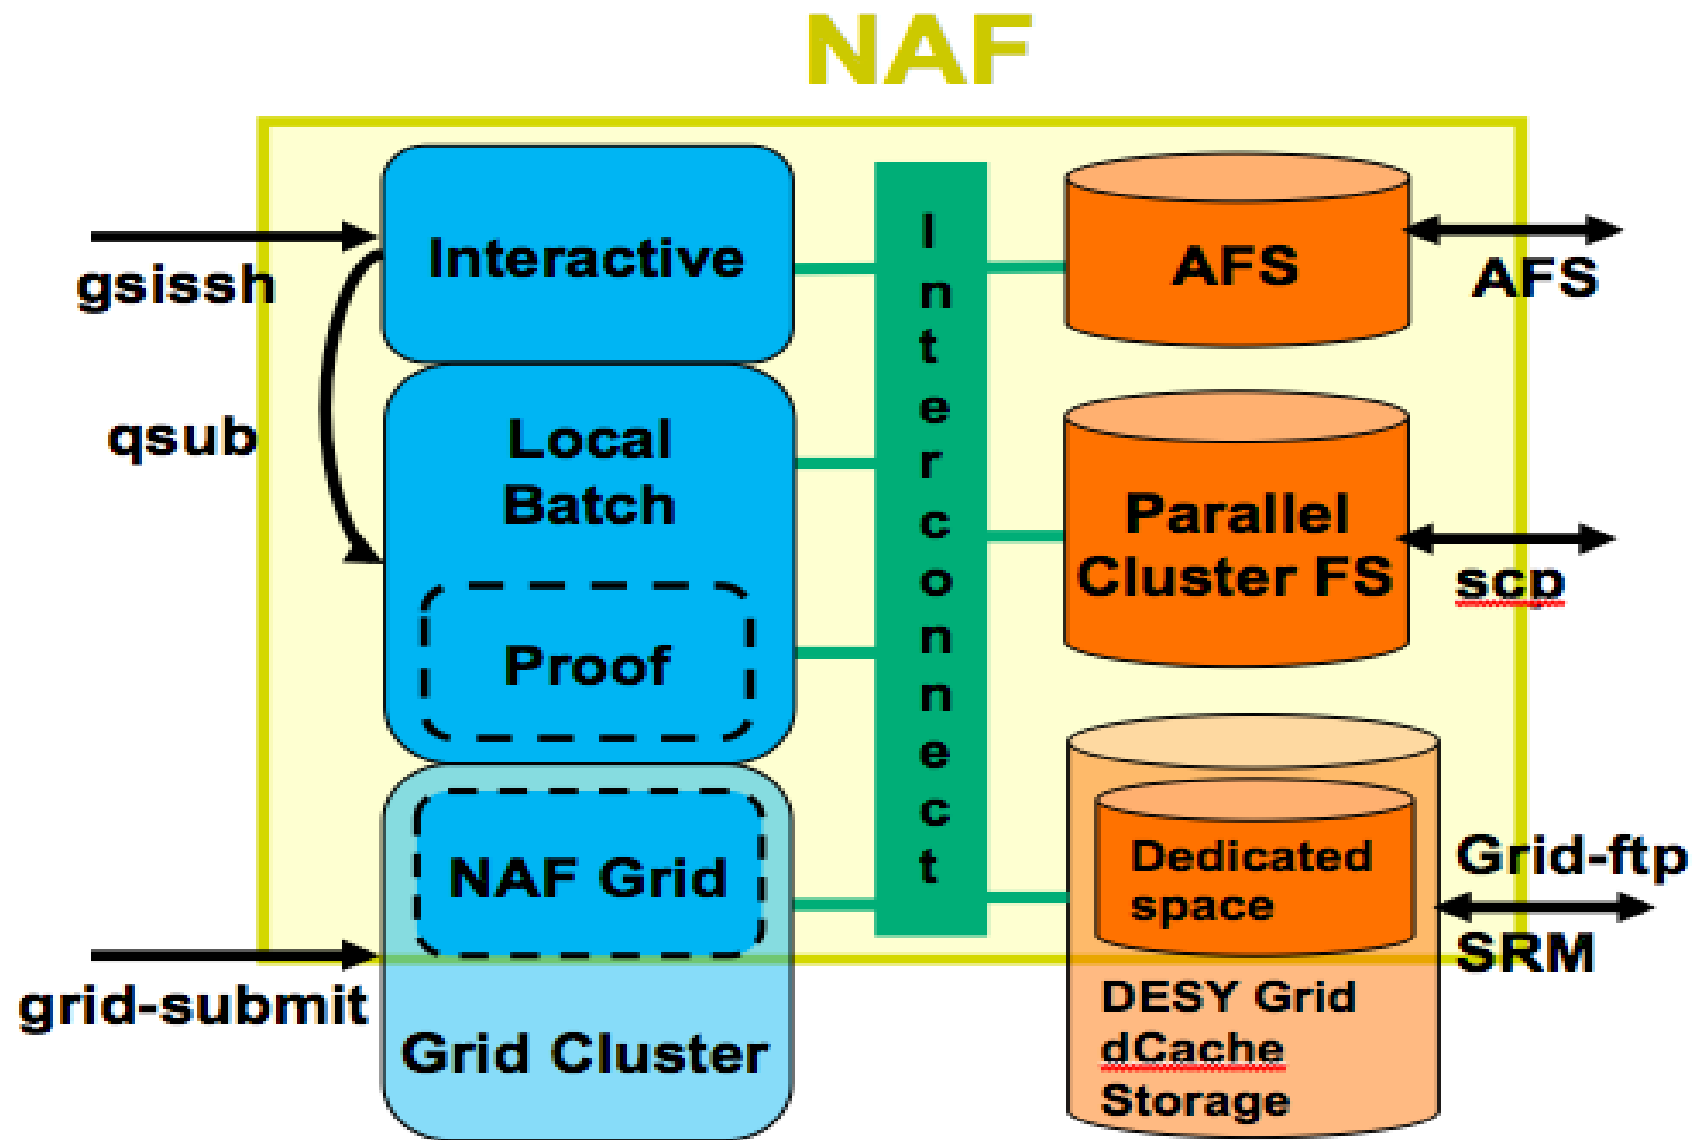 NAF
gsissh
qsub
grid-submit
Interactive
Local
Batch
Proof
NAF Grid
Grid Cluster
Interconnect
AFS
AFS
Parallel
Cluster FS
scp
Dedicated
space
Grid-ftp
SRM
DESY Grid
dCache
Storage